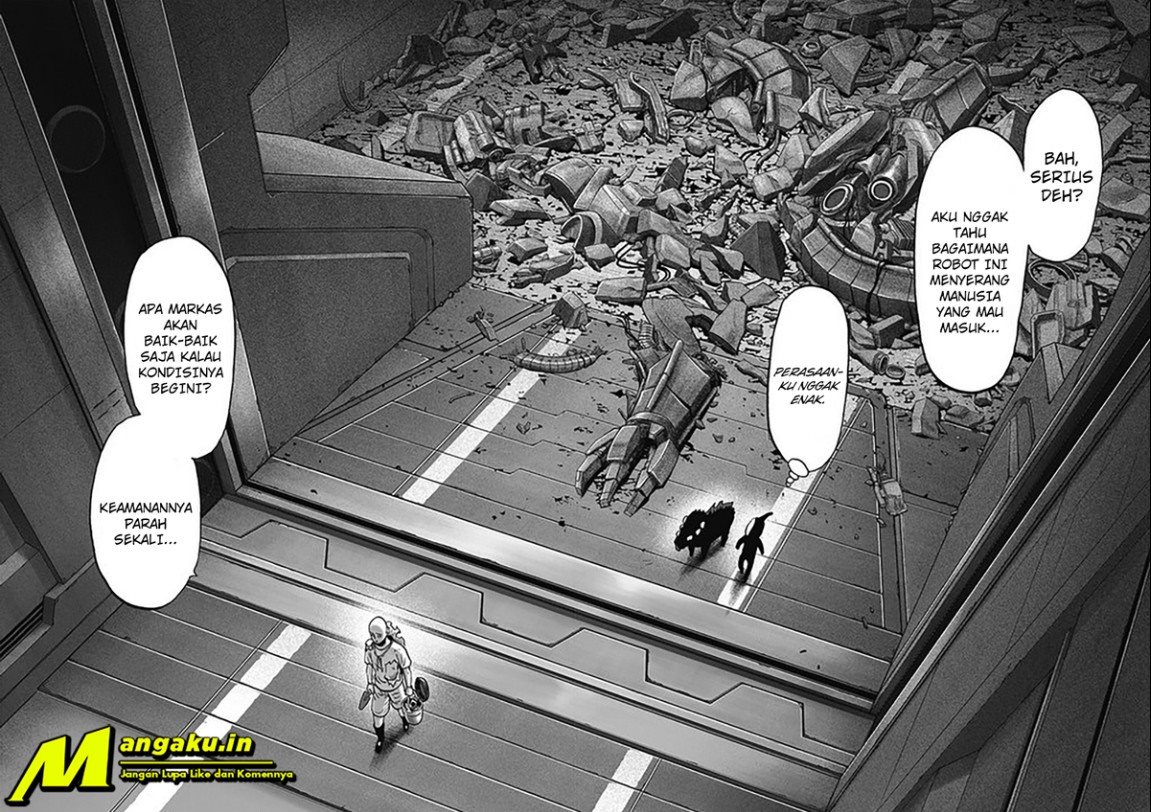 BAH,
SERIUS
DEH?
AKU NGGAK
TAHU
BAGAIMANA
ROBOT INI
MENYERANG
MANUSIA
YANG MAU
MASUK...
PERASAAN-
KU NGGAK
ENAK.
APA MARKAS
AKAN
BAIK-BAIK
SAJA KALAU
KONDISINYA
BEGINI?
KEAMANANNYA
PARAH
SEKALI...
Mangaku.in
Jangan Lupa Like dan Komennya